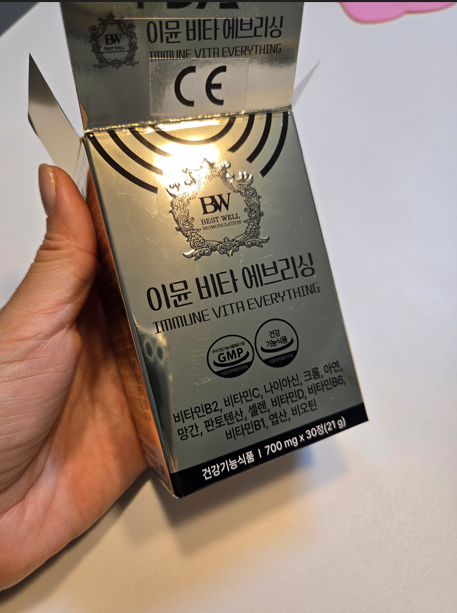 BEST WELL
이뮨 비타 에브리싱
IMMUNE VITA EVERYTHING
CE
BW
BEST WELL
BIOMODULATION
이뮨 비타 에브리싱
IMMUNE VITA EVERYTHING
GMP
건강
기능식품
비타민B2, 비타민C, 나이아신, 크롬, 아연,
망간, 판토텐산, 셀렌, 비타민D, 비타민B6,
비타민B1, 엽산, 비오틴
건강기능식품 | 700 mg x 30정(21 g)